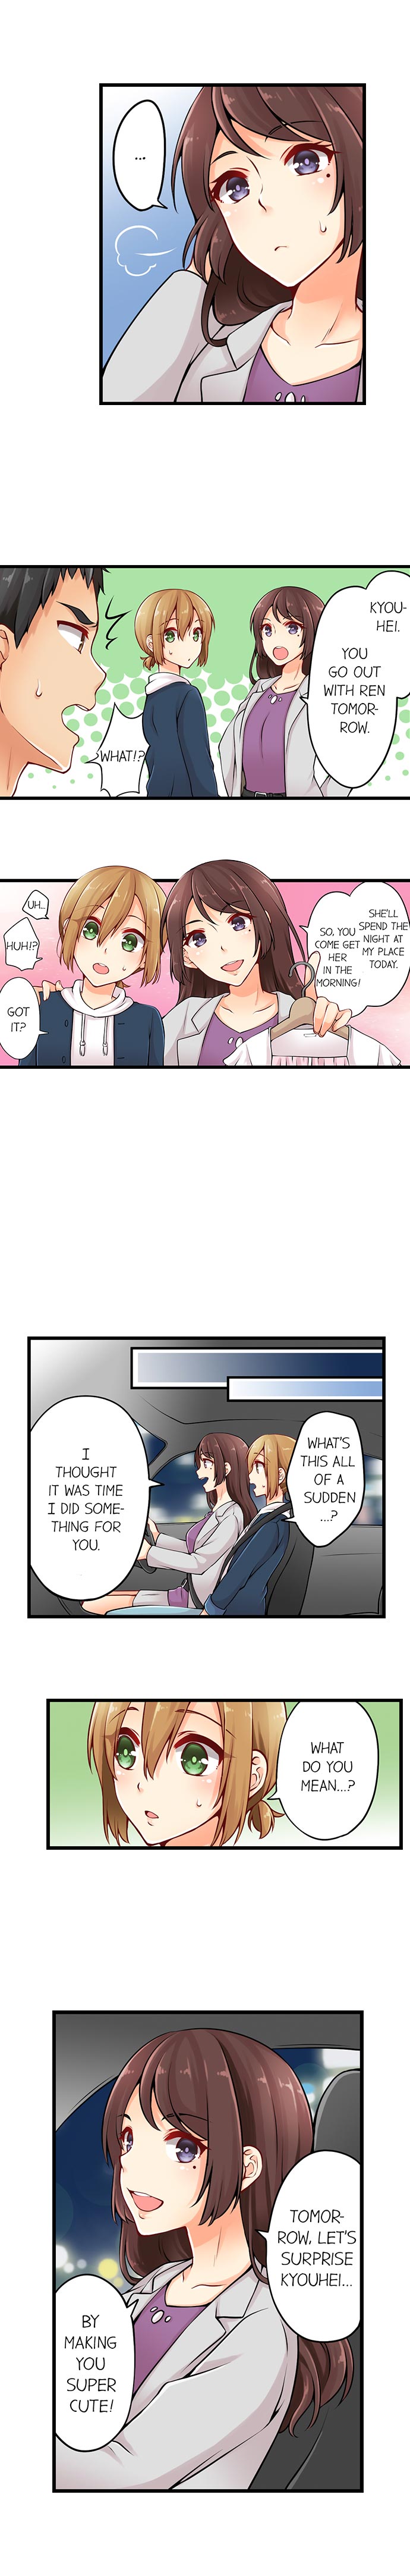 ...
KYOU-
HEI.
YOU
GO OUT
WITH REN
TOMOR-
ROW.
WHAT!?
SHE'LL
SPEND THE
NIGHT AT
MY PLACE
TODAY.
SO, YOU
COME GET
HER
IN THE
MORNING!
UH...
HUH!?
GOT
IT?
WHAT'S
THIS ALL
OF A
SUDDEN
...?
I
THOUGHT
IT WAS TIME
I DID SOME-
THING FOR
YOU.
WHAT
DO YOU
MEAN...?
TOMOR-
ROW, LET'S
SURPRISE
KYOUHEI...
BY
MAKING
YOU
SUPER
CUTE!